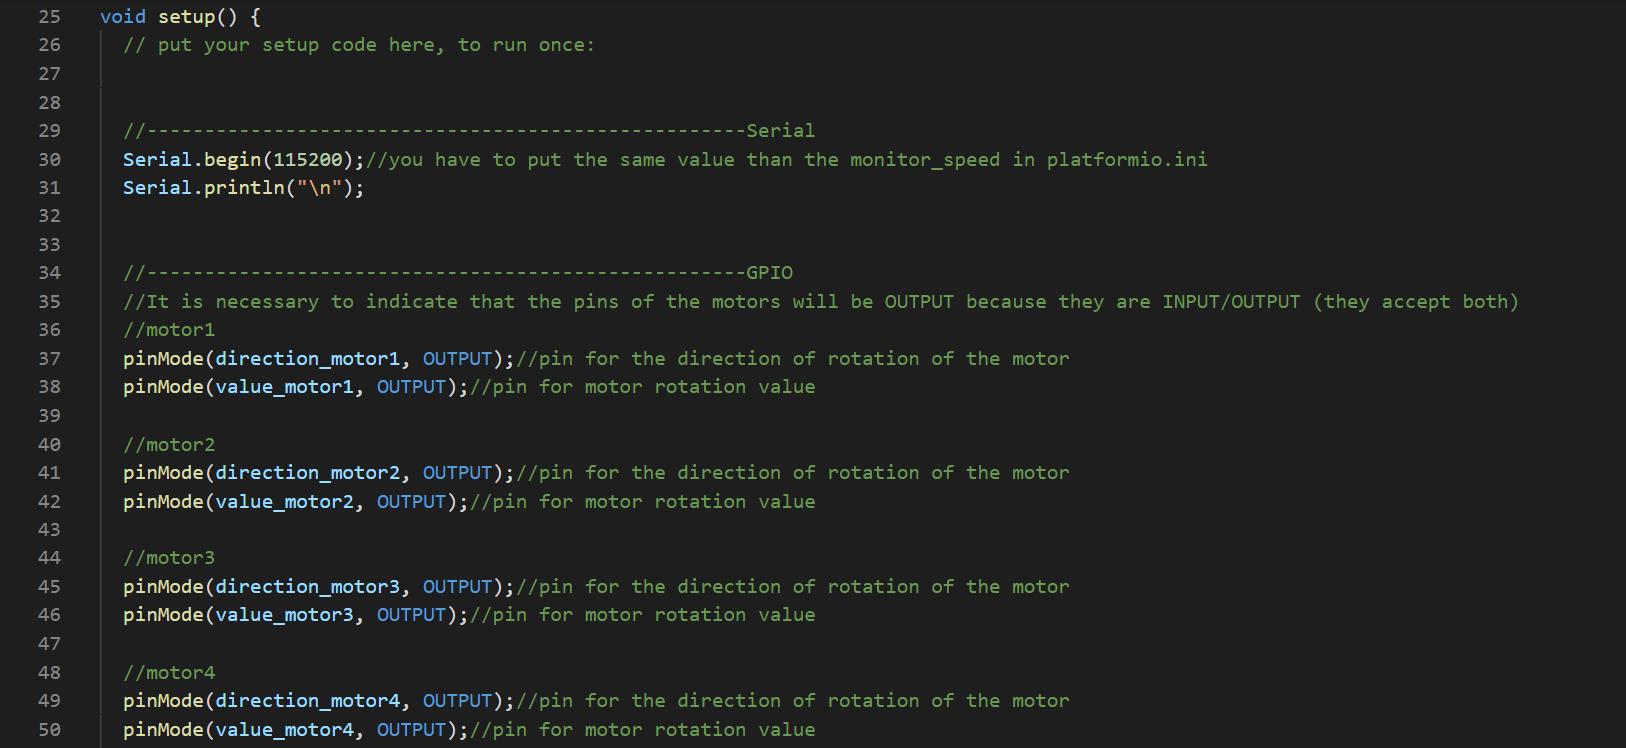 25 void setup() {
26 // put your setup code here, to run once:
27
28
29 //----------------------------------------------------Serial
30 Serial.begin(115200);//you have to put the same value than the monitor_speed in platformio.ini
31 Serial.println("\n");
32
33
34 //----------------------------------------------------GPIO
35 //It is necessary to indicate that the pins of the motors will be OUTPUT because they are INPUT/OUTPUT (they accept both)
36 //motor1
37 pinMode(direction_motor1, OUTPUT);//pin for the direction of rotation of the motor
38 pinMode(value_motor1, OUTPUT);//pin for motor rotation value
39
40 //motor2
41 pinMode(direction_motor2, OUTPUT);//pin for the direction of rotation of the motor
42 pinMode(value_motor2, OUTPUT);//pin for motor rotation value
43
44 //motor3
45 pinMode(direction_motor3, OUTPUT);//pin for the direction of rotation of the motor
46 pinMode(value_motor3, OUTPUT);//pin for motor rotation value
47
48 //motor4
49 pinMode(direction_motor4, OUTPUT);//pin for the direction of rotation of the motor
50 pinMode(value_motor4, OUTPUT);//pin for motor rotation value